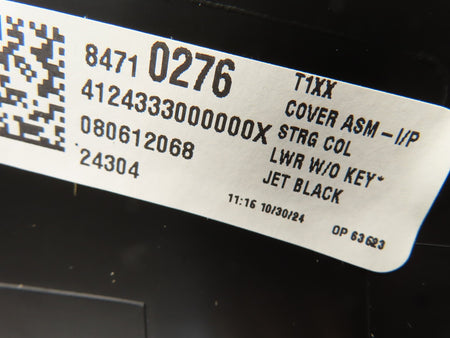 8471 0276
4124333000000X
080612068
24304
T1XX
COVER ASM-I/P
STRG COL
LWR W/O KEY*
JET BLACK
11:16 10/30/24
OP 63623